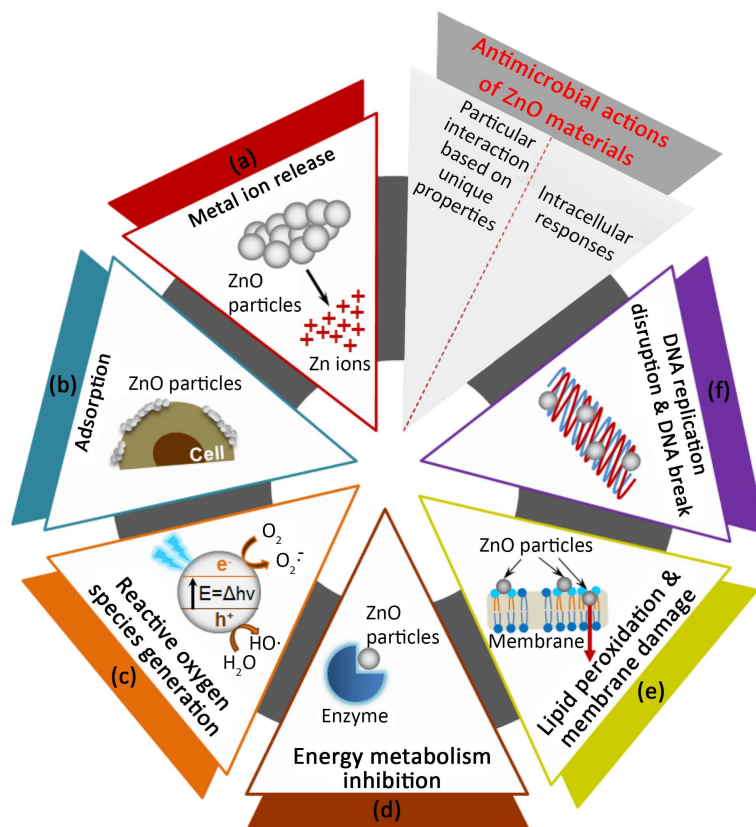 Antimicrobial actions
of ZnO materials
Particular
interaction
based on
unique
properties
Intracellular
responses
(a)
Metal ion release
ZnO
particles
Zn ions
(b)
Adsorption
ZnO particles
Cell
(c)
Reactive oxygen
species generation
O₂
O₂·⁻
e⁻
E=Δhν
h⁺
HO·
H₂O
(d)
ZnO
particles
Enzyme
Energy metabolism
inhibition
(e)
ZnO particles
Membrane
Lipid peroxidation &
membrane damage
(f)
DNA replication
disruption & DNA break